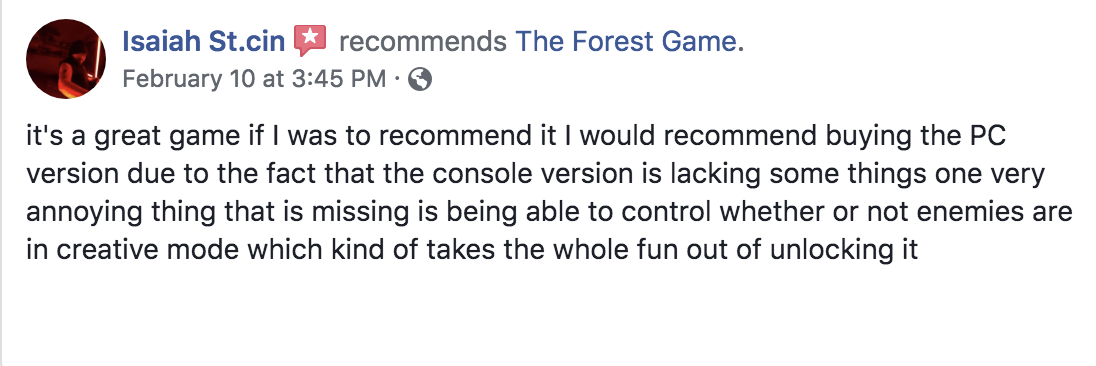 Isaiah St.cin recommends The Forest Game.
February 10 at 3:45 PM ·
it's a great game if I was to recommend it I would recommend buying the PC
version due to the fact that the console version is lacking some things one very
annoying thing that is missing is being able to control whether or not enemies are
in creative mode which kind of takes the whole fun out of unlocking it